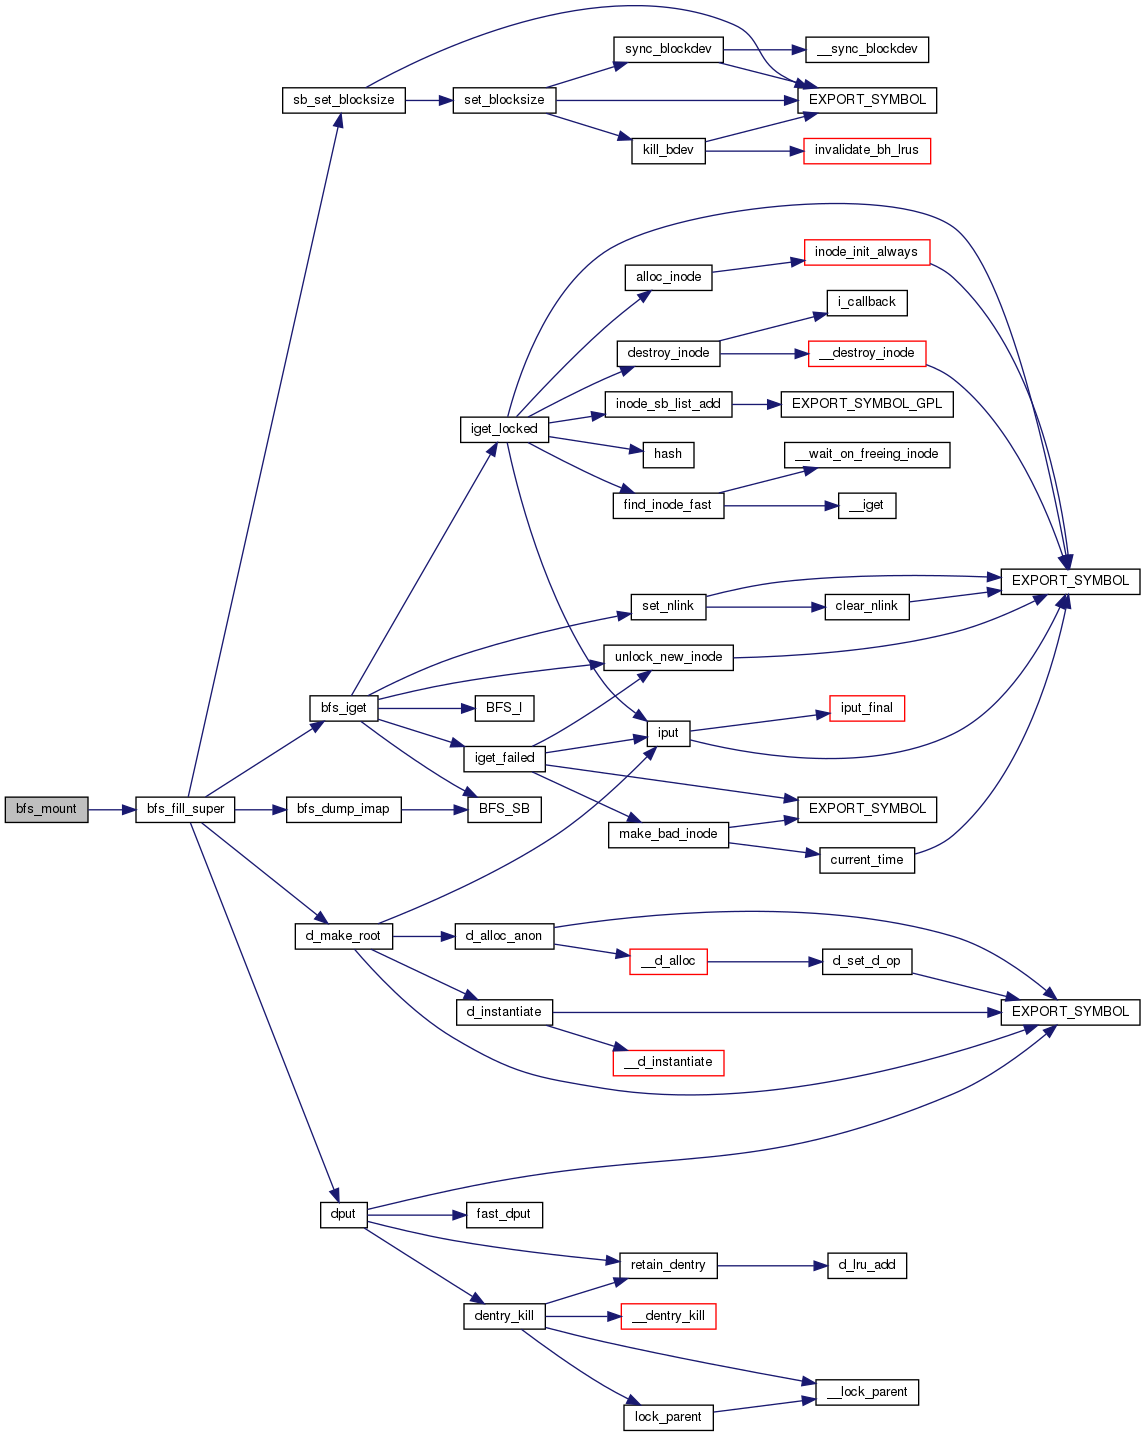 sync_blockdev
__sync_blockdev
sb_set_blocksize
set_blocksize
EXPORT_SYMBOL
kill_bdev
invalidate_bh_lrus
inode_init_always
alloc_inode
i_callback
destroy_inode
__destroy_inode
inode_sb_list_add
EXPORT_SYMBOL_GPL
iget_locked
hash
__wait_on_freeing_inode
find_inode_fast
__iget
EXPORT_SYMBOL
set_nlink
clear_nlink
unlock_new_inode
bfs_iget
BFS_I
iput_final
iput
iget_failed
bfs_mount
bfs_fill_super
bfs_dump_imap
BFS_SB
EXPORT_SYMBOL
make_bad_inode
current_time
d_make_root
d_alloc_anon
__d_alloc
d_set_d_op
d_instantiate
EXPORT_SYMBOL
__d_instantiate
dput
fast_dput
retain_dentry
d_lru_add
dentry_kill
__dentry_kill
__lock_parent
lock_parent